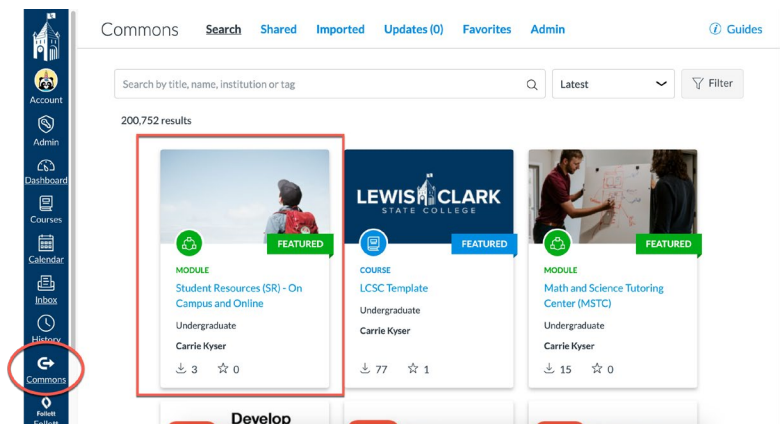 Commons Search Shared Imported Updates (0) Favorites Admin Guides
Account
Admin
Dashboard
Courses
Calendar
Inbox
History
Commons
Follett
Follett
Search by title, name, institution or tag
Latest
Filter
200,752 results
FEATURED
MODULE
Student Resources (SR) - On
Campus and Online
Undergraduate
Carrie Kyser
3 0
LEWIS CLARK
STATE COLLEGE
FEATURED
COURSE
LCSC Template
Undergraduate
Carrie Kyser
77 1
FEATURED
MODULE
Math and Science Tutoring
Center (MSTC)
Undergraduate
Carrie Kyser
15 0
Develop